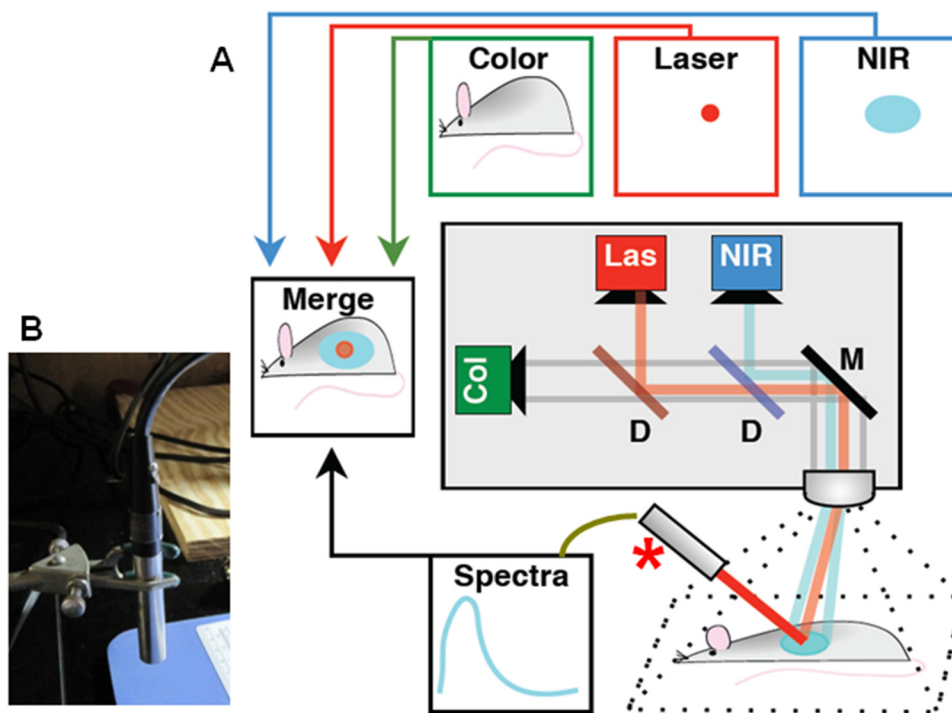 A
Color
Laser
NIR
Las
NIR
Merge
B
Col
M
D
D
*
Spectra